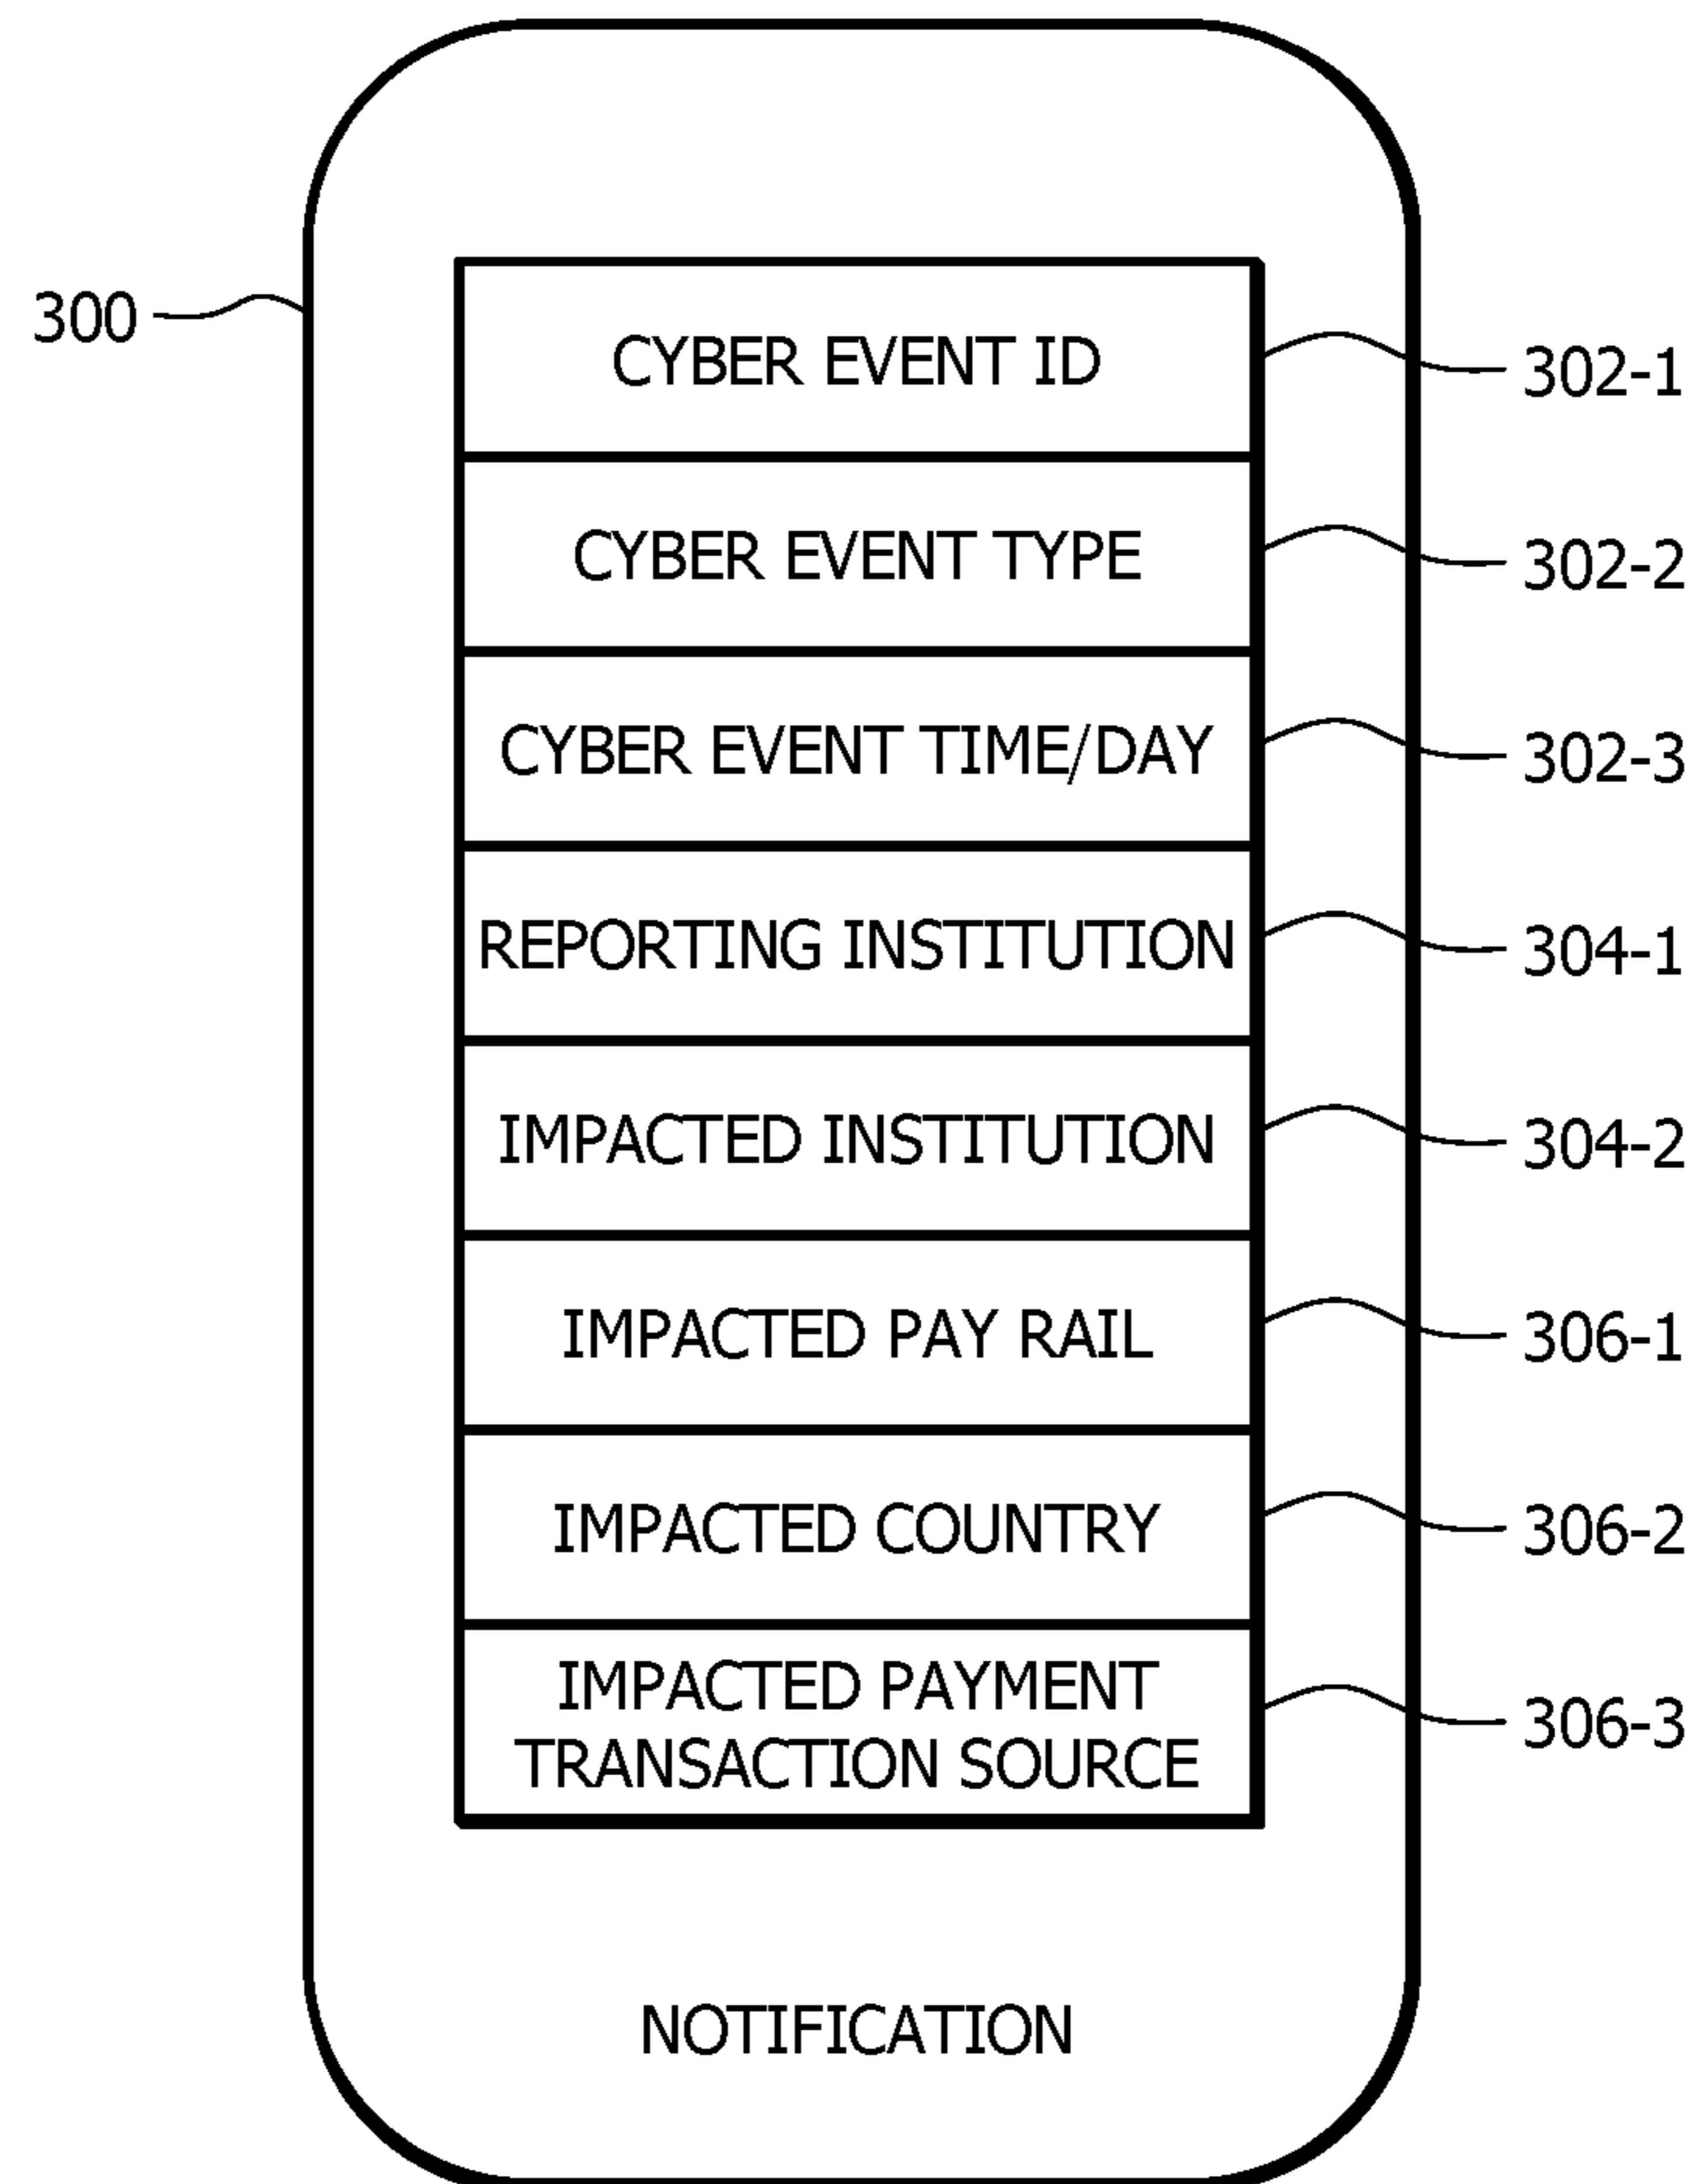 300
CYBER EVENT ID
302-1
CYBER EVENT TYPE
302-2
CYBER EVENT TIME/DAY
302-3
REPORTING INSTITUTION
304-1
IMPACTED INSTITUTION
304-2
IMPACTED PAY RAIL
306-1
IMPACTED COUNTRY
306-2
IMPACTED PAYMENT
TRANSACTION SOURCE
306-3
NOTIFICATION